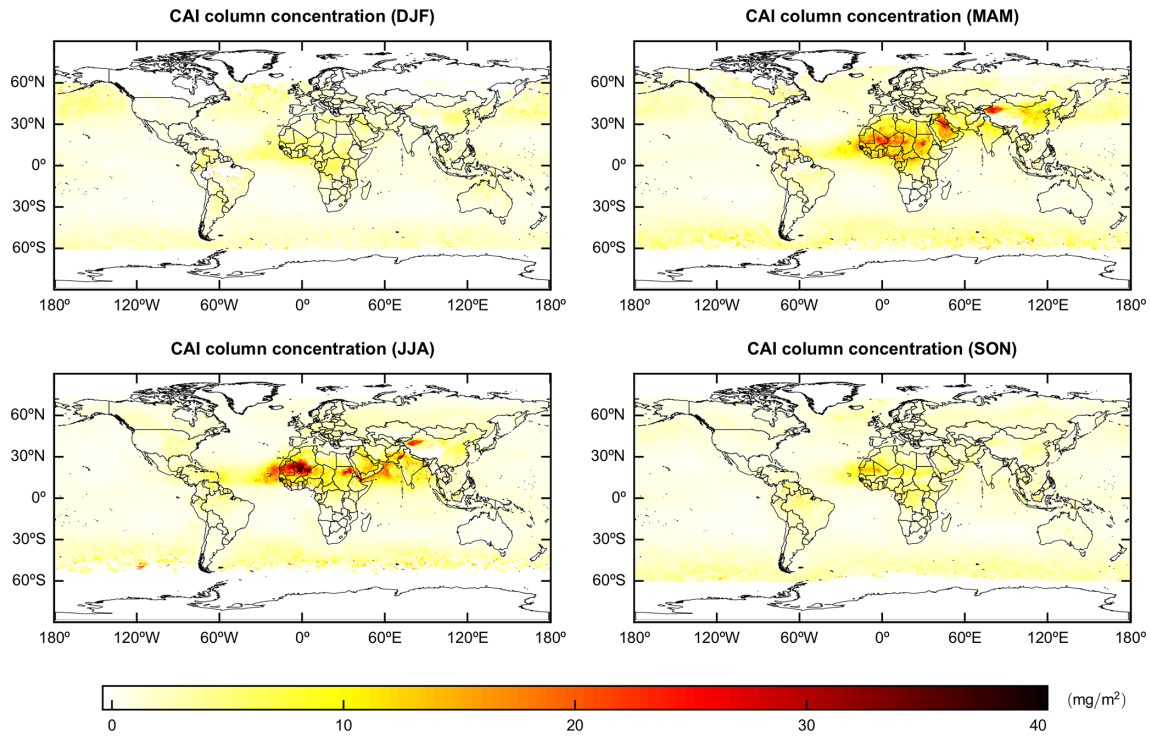 CAI column concentration (DJF)
CAI column concentration (MAM)
60ºN
30ºN
0º
30ºS
60ºS
180º 120ºW 60ºW 0º 60ºE 120ºE 180º
60ºN
30ºN
0º
30ºS
60ºS
180º 120ºW 60ºW 0º 60ºE 120ºE 180º
CAI column concentration (JJA)
CAI column concentration (SON)
60ºN
30ºN
0º
30ºS
60ºS
180º 120ºW 60ºW 0º 60ºE 120ºE 180º
60ºN
30ºN
0º
30ºS
60ºS
180º 120ºW 60ºW 0º 60ºE 120ºE 180º
0 10 20 30 40 (mg/m²)